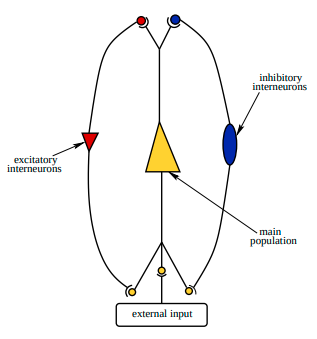 inhibitory
interneurons
excitatory
interneurons
main
population
external input